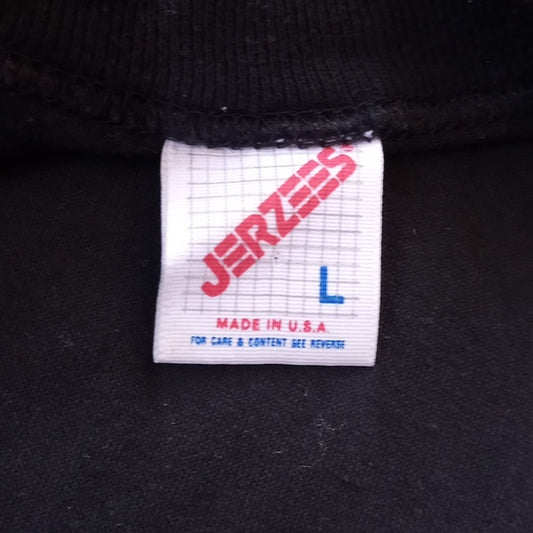 JERZEES®
L
MADE IN U.S.A
FOR CARE & CONTENT SEE REVERSE